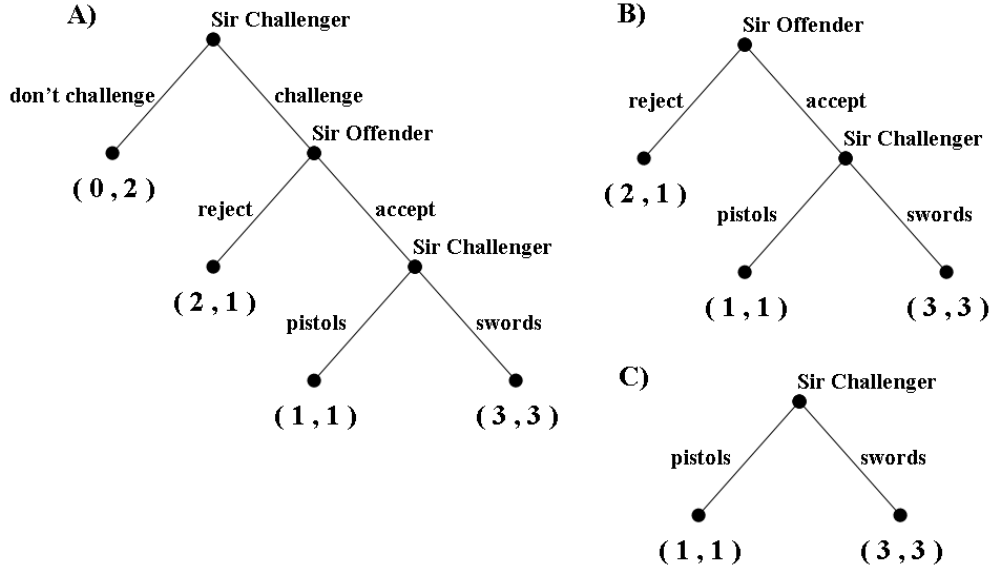 A)
Sir Challenger
don't challenge
challenge
Sir Offender
( 0 , 2 )
reject
accept
Sir Challenger
( 2 , 1 )
pistols
swords
( 1 , 1 )
( 3 , 3 )
B)
Sir Offender
reject
accept
Sir Challenger
( 2 , 1 )
pistols
swords
( 1 , 1 )
( 3 , 3 )
C)
Sir Challenger
pistols
swords
( 1 , 1 )
( 3 , 3 )